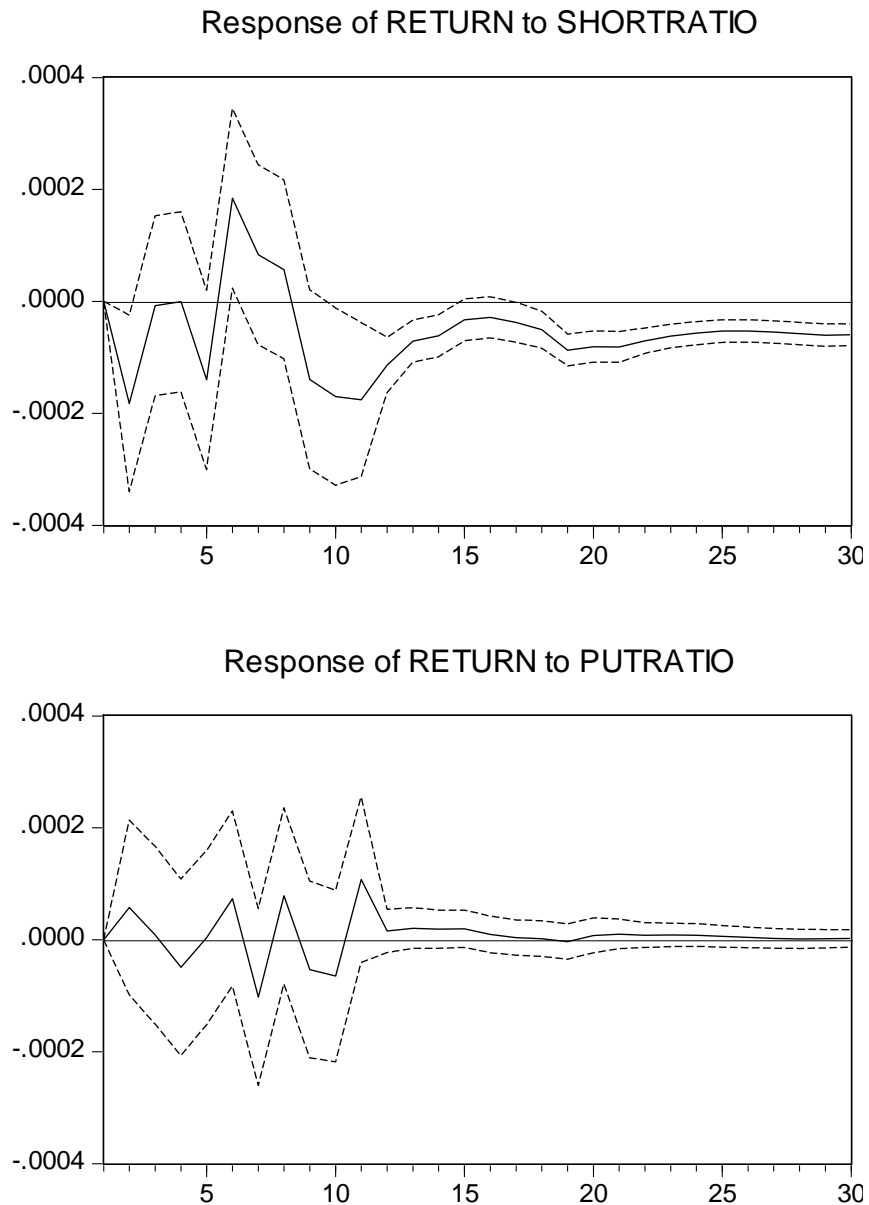 Response of RETURN to SHORTRATIO
.0004
.0002
.0000
-.0002
-.0004
5 10 15 20 25 30
Response of RETURN to PUTRATIO
.0004
.0002
.0000
-.0002
-.0004
5 10 15 20 25 30